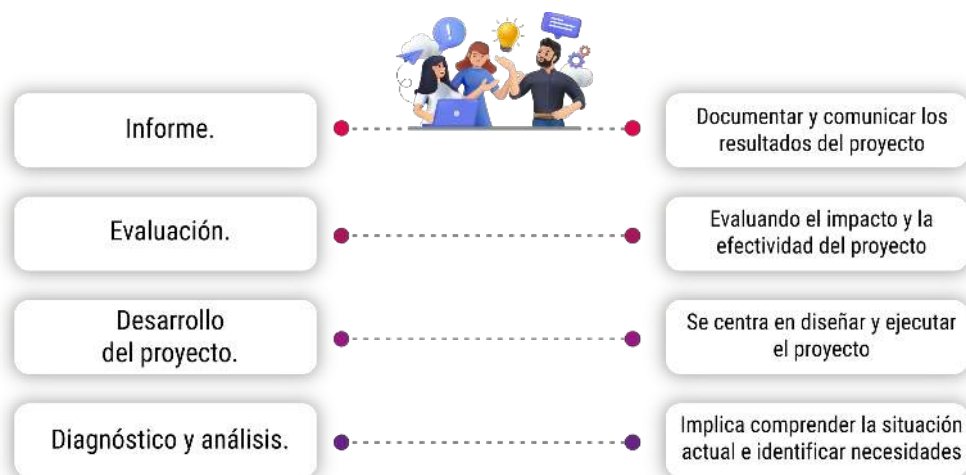 Informe.
Documentar y comunicar los
resultados del proyecto
Evaluación.
Evaluando el impacto y la
efectividad del proyecto
Desarrollo
del proyecto.
Se centra en diseñar y ejecutar
el proyecto
Diagnóstico y análisis.
Implica comprender la situación
actual e identificar necesidades